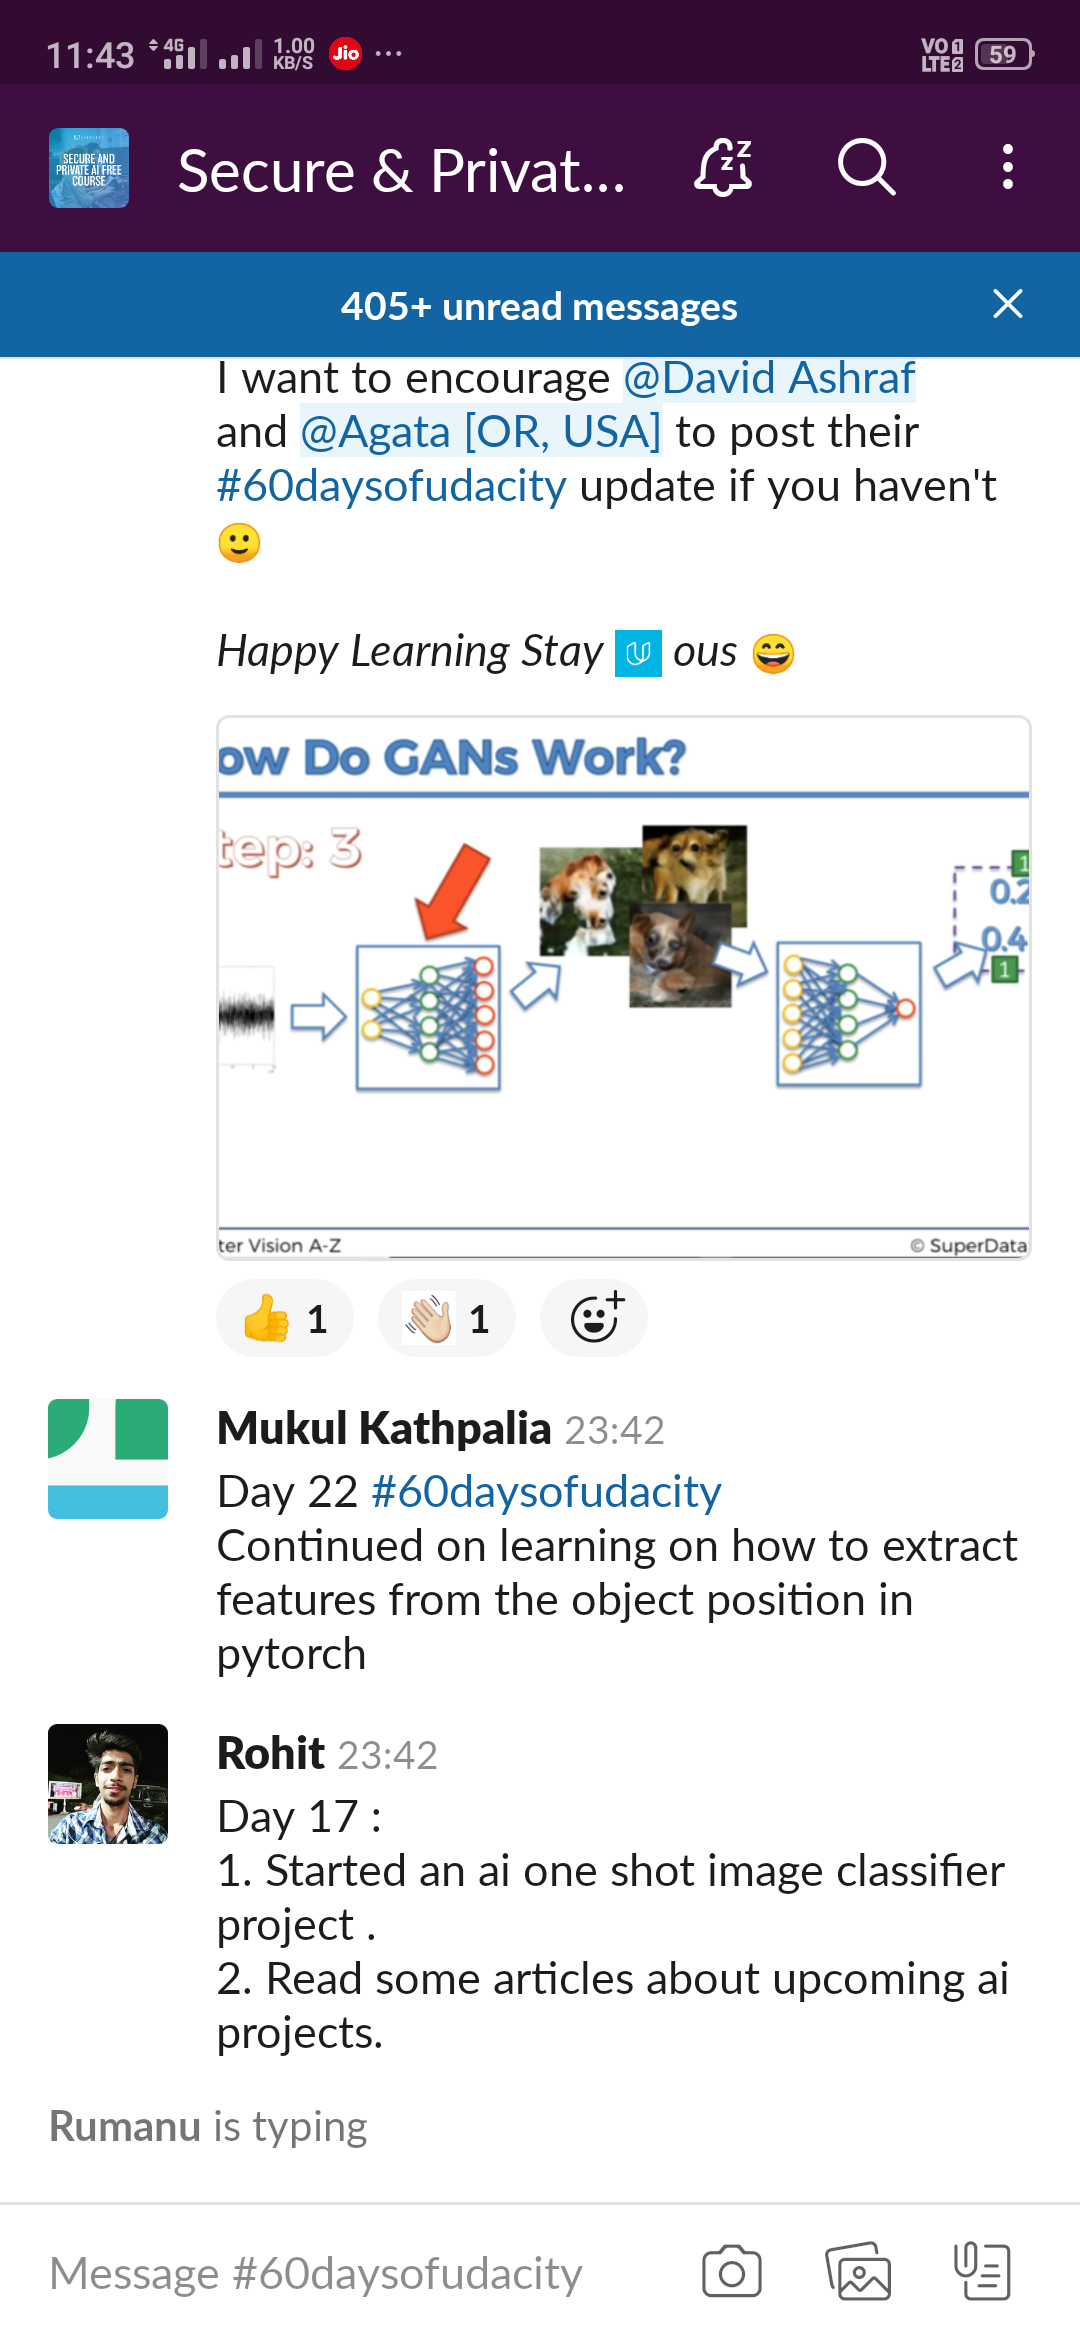 11:43 4G 1.00 KB/S Jio ... VO LTE 1 2 59
SECURE AND
PRIVATE AI FREE
COURSE
Secure & Privat...
405+ unread messages
I want to encourage @David Ashraf
and @Agata [OR, USA] to post their
#60daysofudacity update if you haven't
Happy Learning Stay U ous
ow Do GANs Work?
tep: 3
1
0.2
0.4
1
ter Vision A-Z
© SuperData
1 1
Mukul Kathpalia 23:42
Day 22 #60daysofudacity
Continued on learning on how to extract
features from the object position in
pytorch
Rohit 23:42
Day 17 :
1. Started an ai one shot image classifier
project .
2. Read some articles about upcoming ai
projects.
Rumanu is typing
Message #60daysofudacity